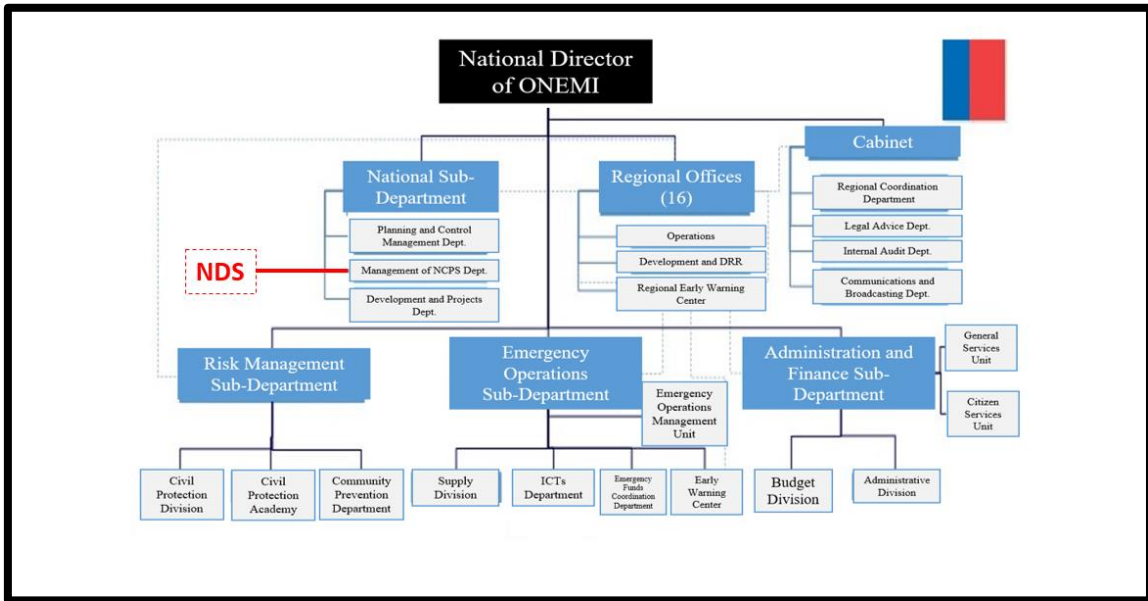 National Director
of ONEMI
Cabinet
National Sub-
Department
Regional Offices
(16)
Regional Coordination
Department
Legal Advice Dept.
Internal Audit Dept.
Communications and
Broadcasting Dept.
Planning and Control
Management Dept.
NDS
Management of NCPS Dept.
Development and Projects
Dept.
Operations
Development and DRR
Regional Early Warning
Center
Risk Management
Sub-Department
Emergency
Operations
Sub-Department
Administration and
Finance Sub-
Department
General
Services
Unit
Citizen
Services
Unit
Emergency
Operations
Management
Unit
Civil
Protection
Division
Civil
Protection
Academy
Community
Prevention
Department
Supply
Division
ICTs
Department
Emergency
Funds
Coordination
Department
Early
Warning
Center
Budget
Division
Administrative
Division